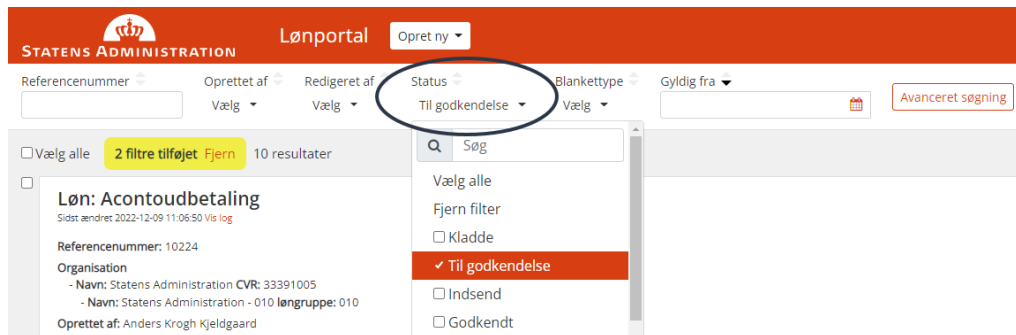 STATENS ADMINISTRATION
Lønportal
Opret ny
Referencenummer
Oprettet af
Redigeret af
Status
Blankettype
Gyldig fra
Vælg
Vælg
Til godkendelse
Vælg
Avanceret søgning
Vælg alle
2 filtre tilføjet Fjern
10 resultater
Søg
Vælg alle
Fjern filter
Kladde
Til godkendelse
Indsend
Godkendt
Løn: Acontoudbetaling
Sidst ændret 2022-12-09 11:06:50 Vis log
Referencenummer: 10224
Organisation
- Navn: Statens Administration CVR: 33391005
- Navn: Statens Administration - 010 løngruppe: 010
Oprettet af: Anders Krogh Kjeldgaard